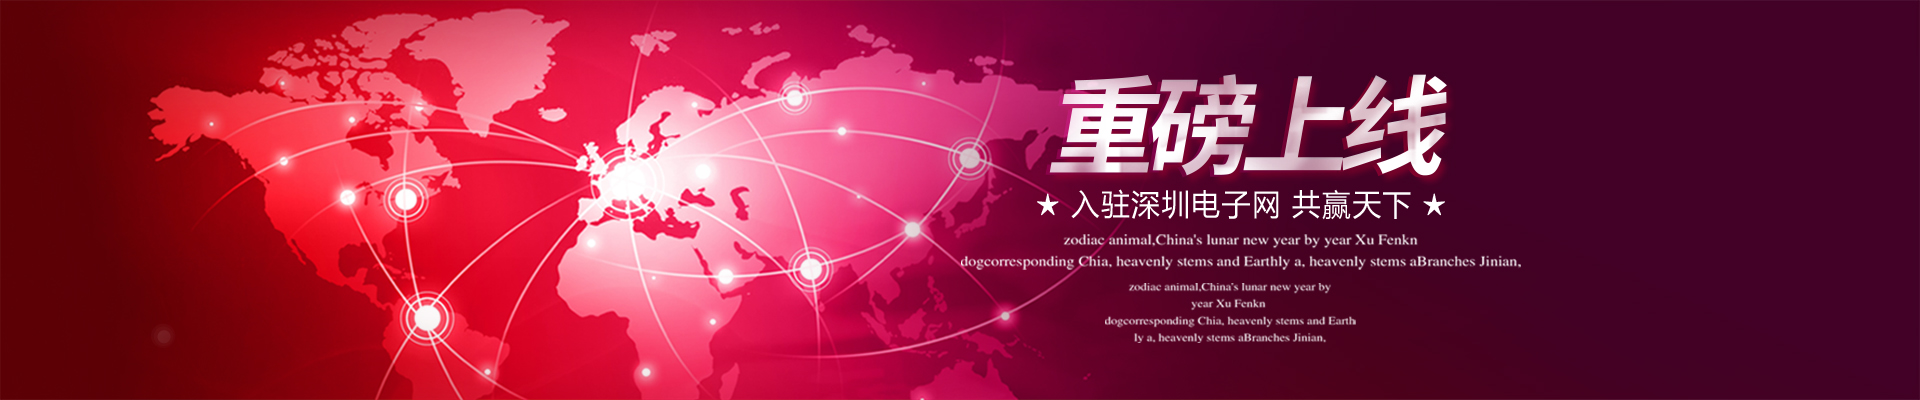 重磅上线
★ 入驻深圳电子网 共赢天下 ★
zodiac animal,China's lunar new year by year Xu Fenkn
dogcorresponding Chia, heavenly stems and Earthly a, heavenly stems aBranches Jinian,
zodiac animal,China's lunar new year by
year Xu Fenkn
dogcorresponding Chia, heavenly stems and Earth
ly a, heavenly stems aBranches Jinian,